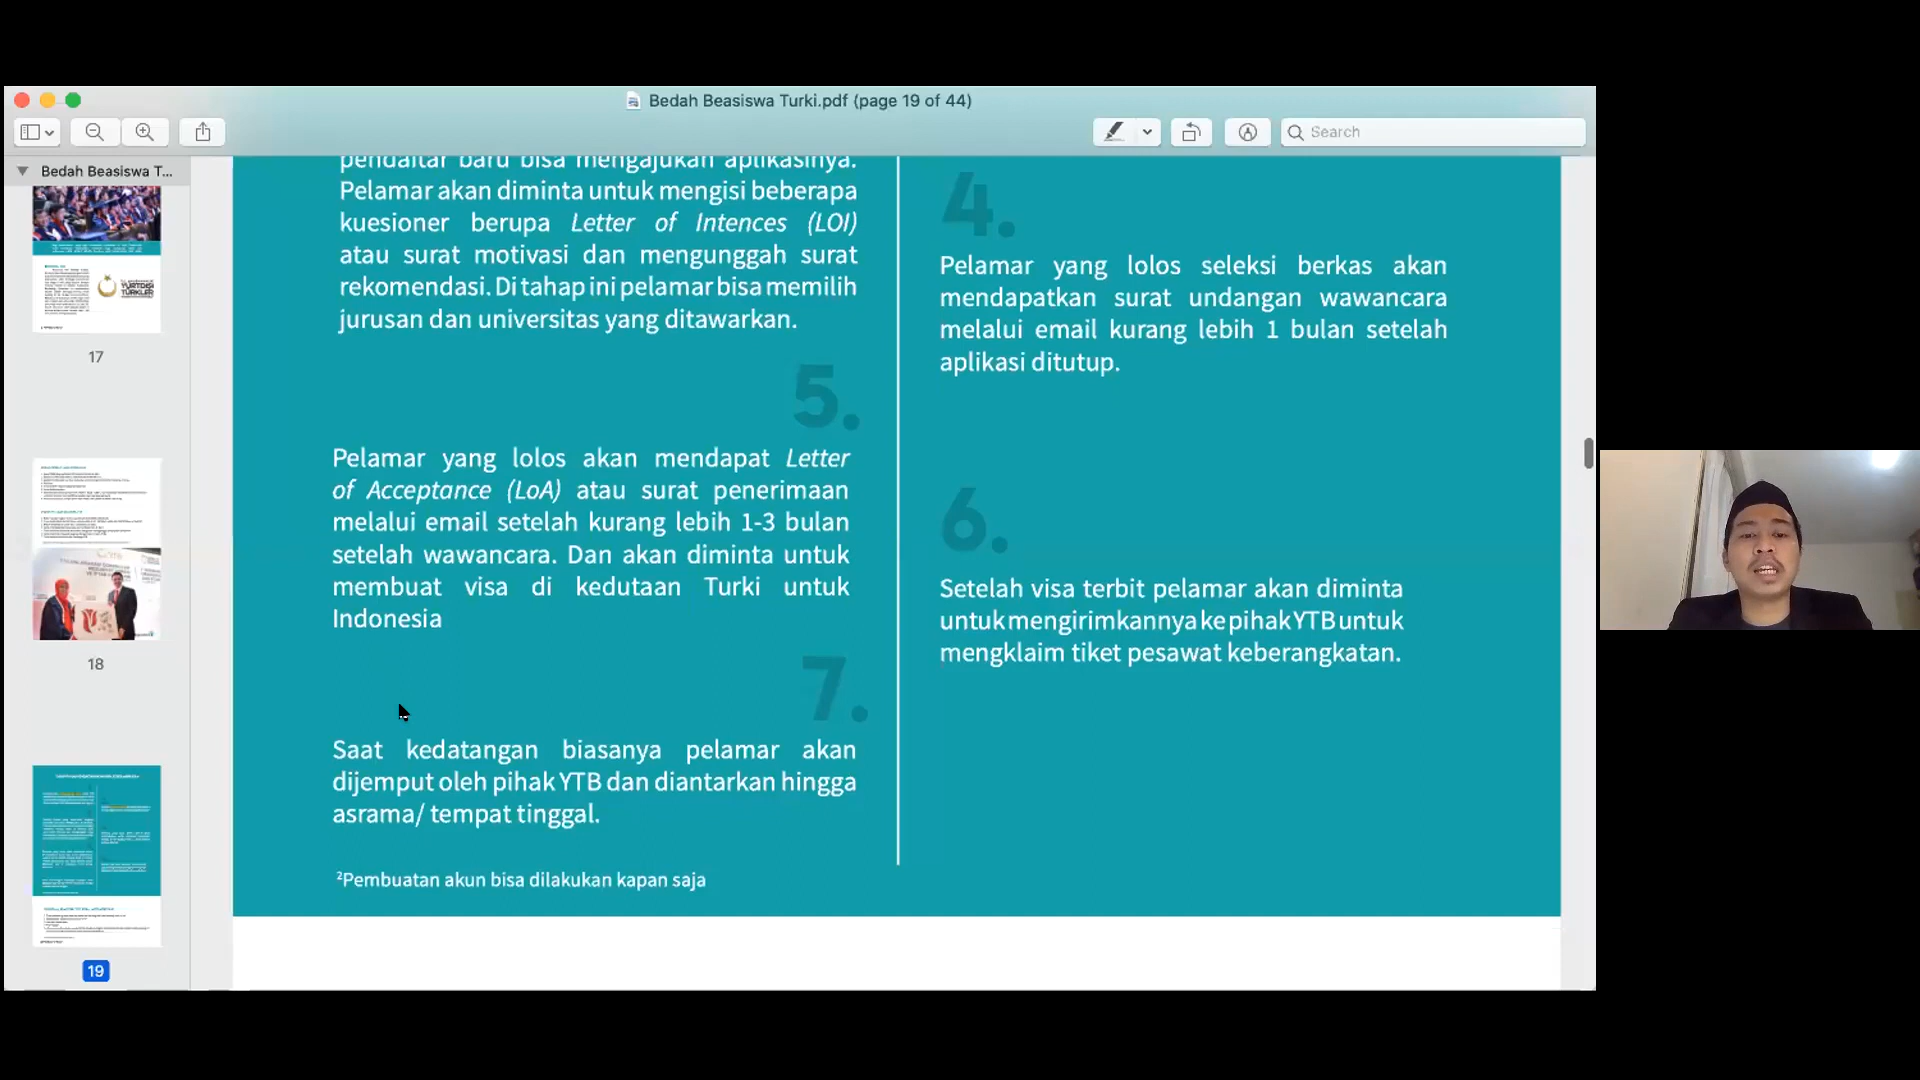 Bedah Beasiswa Turki.pdf (page 19 of 44)
Search
Bedah Beasiswa T...
17
18
19
pendaftar baru bisa mengajukan aplikasinya.
Pelamar akan diminta untuk mengisi beberapa
kuesioner berupa Letter of Intences (LOI)
atau surat motivasi dan mengunggah surat
rekomendasi. Di tahap ini pelamar bisa memilih
jurusan dan universitas yang ditawarkan.
4.
Pelamar yang lolos seleksi berkas akan
mendapatkan surat undangan wawancara
melalui email kurang lebih 1 bulan setelah
aplikasi ditutup.
5.
Pelamar yang lolos akan mendapat Letter
of Acceptance (LoA) atau surat penerimaan
melalui email setelah kurang lebih 1-3 bulan
setelah wawancara. Dan akan diminta untuk
membuat visa di kedutaan Turki untuk
Indonesia
6.
Setelah visa terbit pelamar akan diminta
untuk mengirimkannya ke pihak YTB untuk
mengklaim tiket pesawat keberangkatan.
7.
Saat kedatangan biasanya pelamar akan
dijemput oleh pihak YTB dan diantarkan hingga
asrama/ tempat tinggal.
²Pembuatan akun bisa dilakukan kapan saja